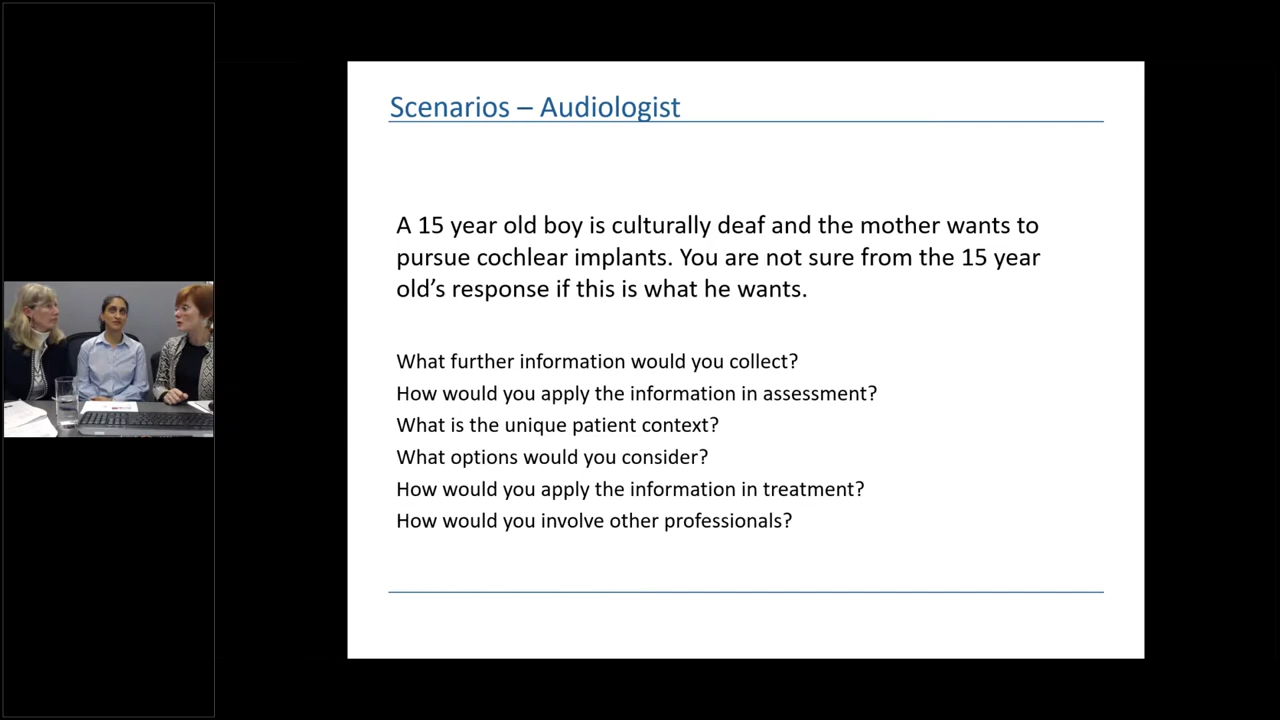 Scenarios – Audiologist
A 15 year old boy is culturally deaf and the mother wants to
pursue cochlear implants. You are not sure from the 15 year
old’s response if this is what he wants.
What further information would you collect?
How would you apply the information in assessment?
What is the unique patient context?
What options would you consider?
How would you apply the information in treatment?
How would you involve other professionals?